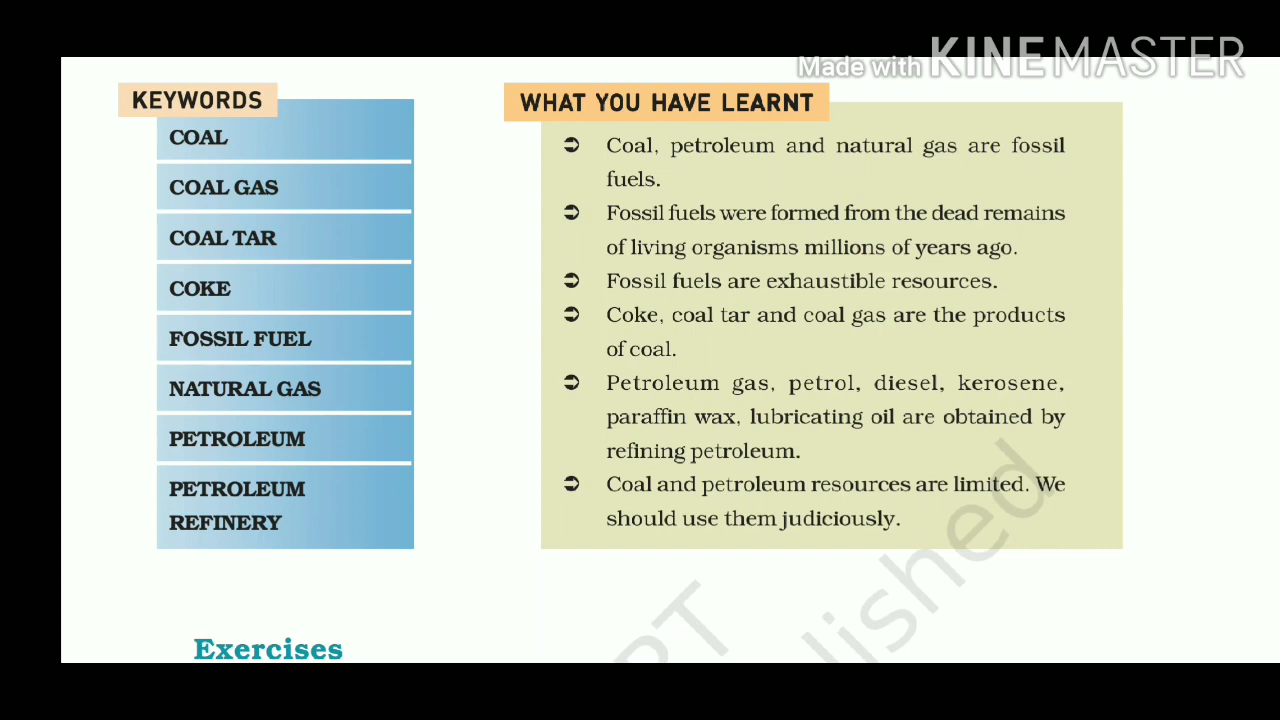 Made with KINEMASTER
KEYWORDS
COAL
COAL GAS
COAL TAR
COKE
FOSSIL FUEL
NATURAL GAS
PETROLEUM
PETROLEUM
REFINERY
WHAT YOU HAVE LEARNT
Coal, petroleum and natural gas are fossil
fuels.
Fossil fuels were formed from the dead remains
of living organisms millions of years ago.
Fossil fuels are exhaustible resources.
Coke, coal tar and coal gas are the products
of coal.
Petroleum gas, petrol, diesel, kerosene,
paraffin wax, lubricating oil are obtained by
refining petroleum.
Coal and petroleum resources are limited. We
should use them judiciously.
Exercises